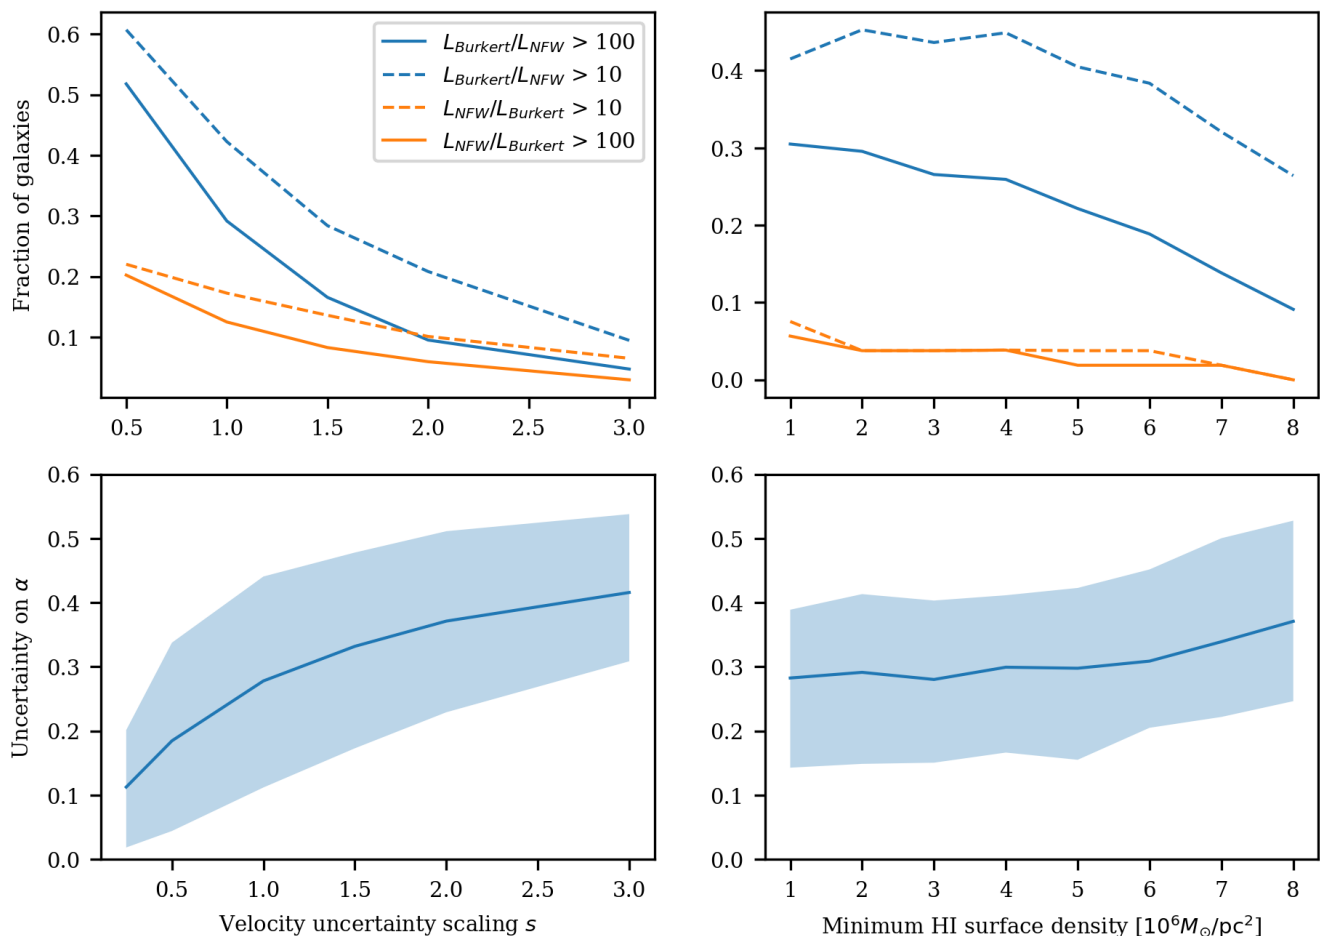 0.6
0.5
0.4
0.3
0.2
0.1
Fraction of galaxies
L_Burkert/L_NFW > 100
L_Burkert/L_NFW > 10
L_NFW/L_Burkert > 10
L_NFW/L_Burkert > 100
0.5 1.0 1.5 2.0 2.5 3.0
0.4
0.3
0.2
0.1
0.0
1 2 3 4 5 6 7 8
0.6
0.5
0.4
0.3
0.2
0.1
0.0
Uncertainty on α
0.5 1.0 1.5 2.0 2.5 3.0
Velocity uncertainty scaling s
0.6
0.5
0.4
0.3
0.2
0.1
0.0
1 2 3 4 5 6 7 8
Minimum HI surface density [10⁶M☉/pc²]